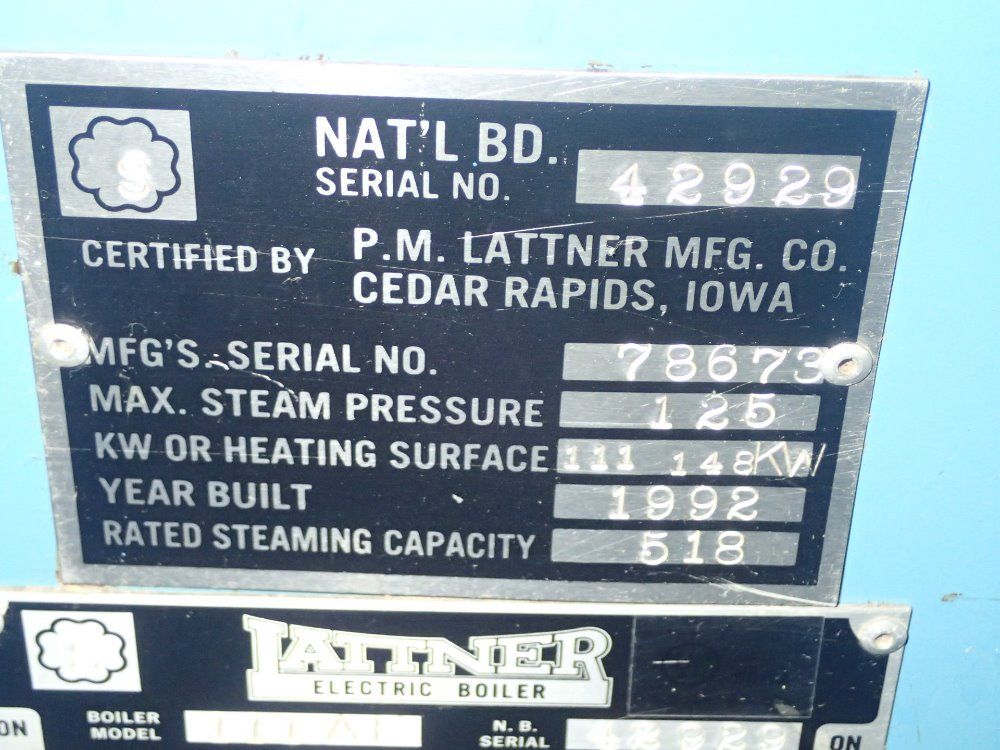 S
NAT'L BD.
SERIAL NO. 42929
CERTIFIED BY P.M. LATTNER MFG. CO.
CEDAR RAPIDS, IOWA
MFG'S. SERIAL NO. 78673
MAX. STEAM PRESSURE 125
KW OR HEATING SURFACE 111 148KW
YEAR BUILT 1992
RATED STEAMING CAPACITY 518
LATTNER
ELECTRIC BOILER
ON
BOILER
MODEL
N. B.
SERIAL 42929
ON